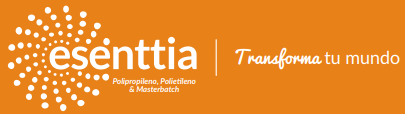 esenttia
Polipropileno, Polietileno
& Masterbatch
Transforma tu mundo